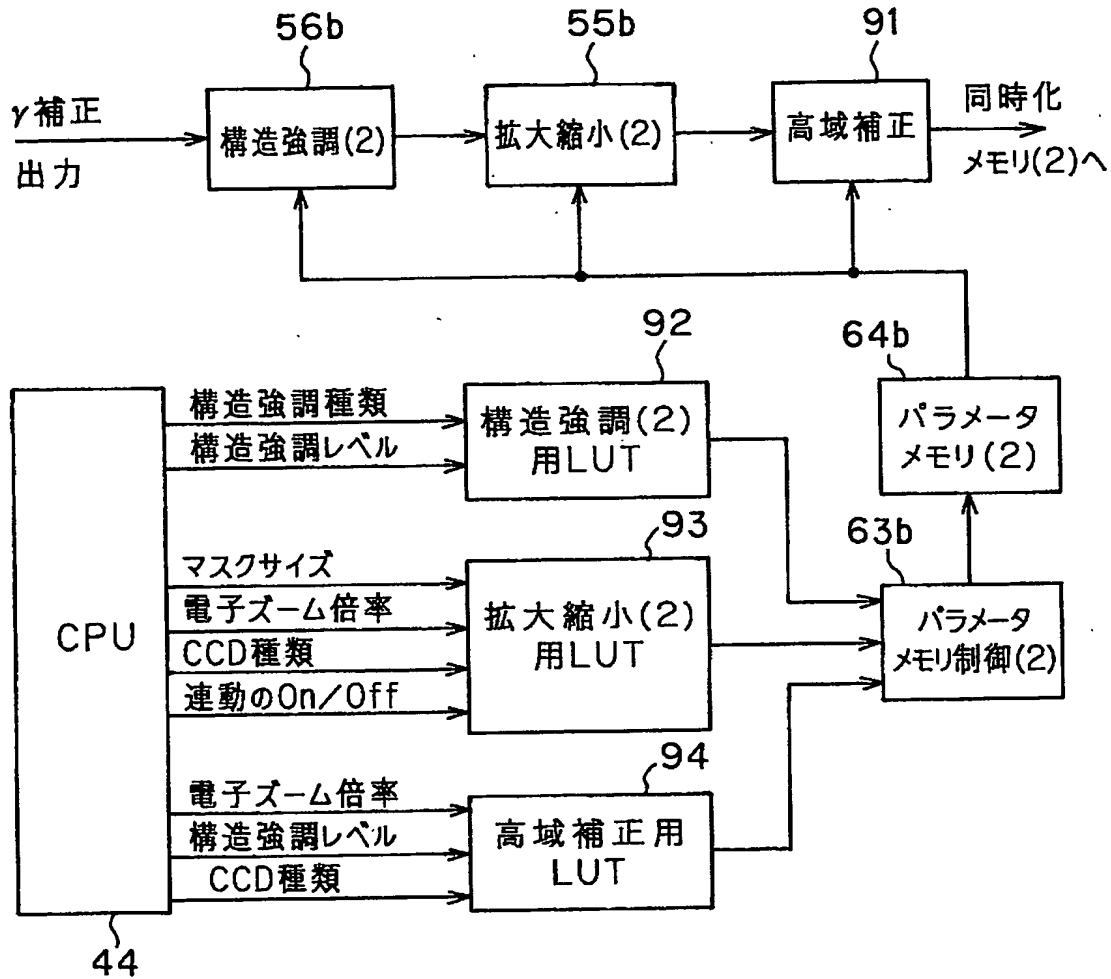 56b
55b
91
γ補正
出力
構造強調(2)
拡大縮小(2)
高域補正
同時化
メモリ(2)へ
92
64b
構造強調種類
構造強調レベル
構造強調(2)
用LUT
パラメータ
メモリ(2)
93
63b
マスクサイズ
電子ズーム倍率
CCD種類
連動のOn/Off
CPU
拡大縮小(2)
用LUT
パラメータ
メモリ制御(2)
94
電子ズーム倍率
構造強調レベル
CCD種類
高域補正用
LUT
44